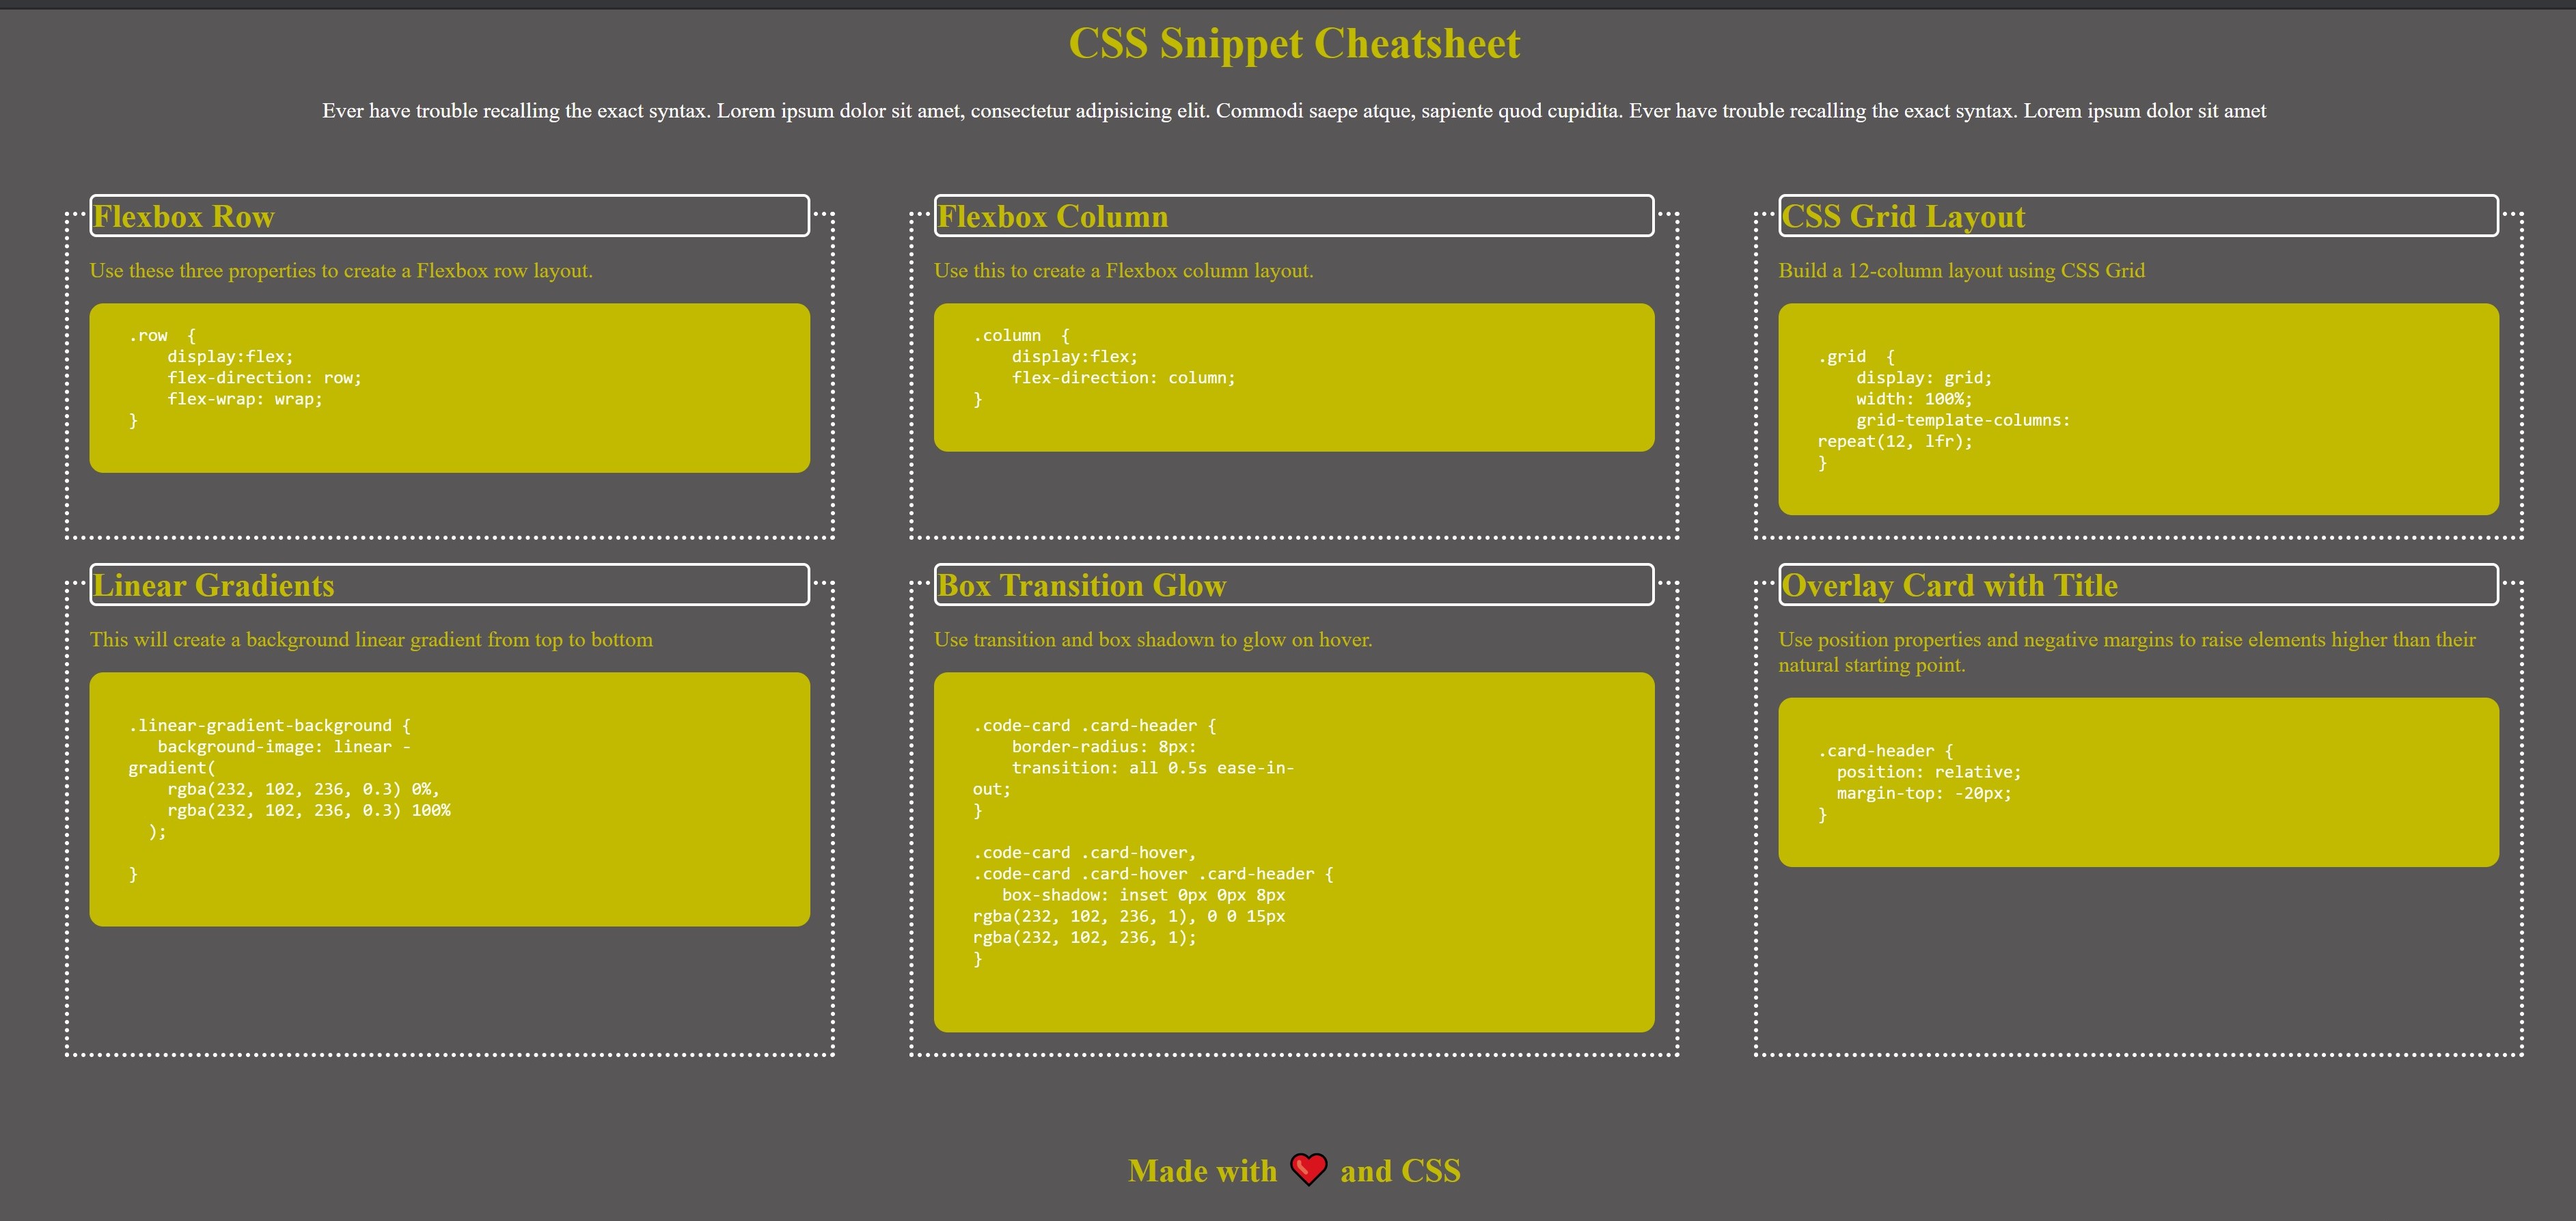 CSS Snippet Cheatsheet
Ever have trouble recalling the exact syntax. Lorem ipsum dolor sit amet, consectetur adipisicing elit. Commodi saepe atque, sapiente quod cupidita. Ever have trouble recalling the exact syntax. Lorem ipsum dolor sit amet
Flexbox Row
Use these three properties to create a Flexbox row layout.
.row  {
    display:flex;
    flex-direction: row;
    flex-wrap: wrap;
}
Flexbox Column
Use this to create a Flexbox column layout.
.column  {
    display:flex;
    flex-direction: column;
}
CSS Grid Layout
Build a 12-column layout using CSS Grid
.grid  {
    display: grid;
    width: 100%;
    grid-template-columns:
repeat(12, lfr);
}
Linear Gradients
This will create a background linear gradient from top to bottom
.linear-gradient-background {
   background-image: linear -
gradient(
    rgba(232, 102, 236, 0.3) 0%,
    rgba(232, 102, 236, 0.3) 100%
  );
}
Box Transition Glow
Use transition and box shadown to glow on hover.
.code-card .card-header {
    border-radius: 8px:
    transition: all 0.5s ease-in-
out;
}
.code-card .card-hover,
.code-card .card-hover .card-header {
   box-shadow: inset 0px 0px 8px
rgba(232, 102, 236, 1), 0 0 15px
rgba(232, 102, 236, 1);
}
Overlay Card with Title
Use position properties and negative margins to raise elements higher than their
natural starting point.
.card-header {
  position: relative;
  margin-top: -20px;
}
Made with ❤️ and CSS